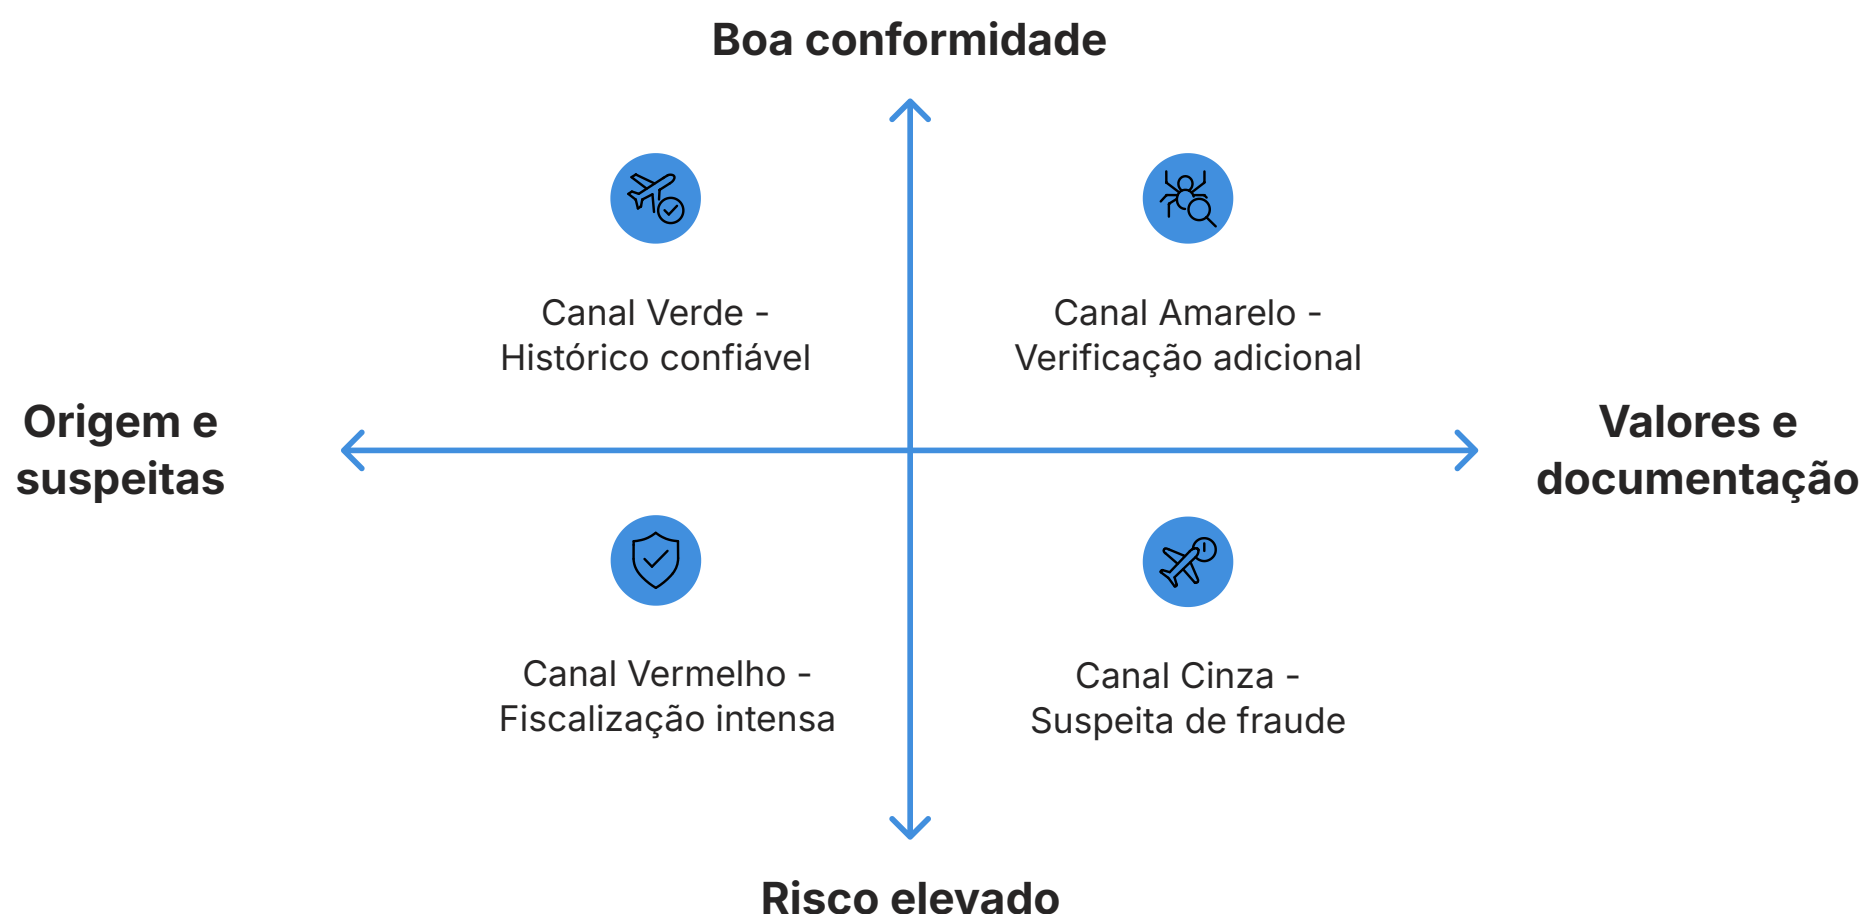 Boa conformidade
Canal Verde -
Histórico confiável
Canal Amarelo -
Verificação adicional
Origem e
suspeitas
Valores e
documentação
Canal Vermelho -
Fiscalização intensa
Canal Cinza -
Suspeita de fraude
Risco elevado